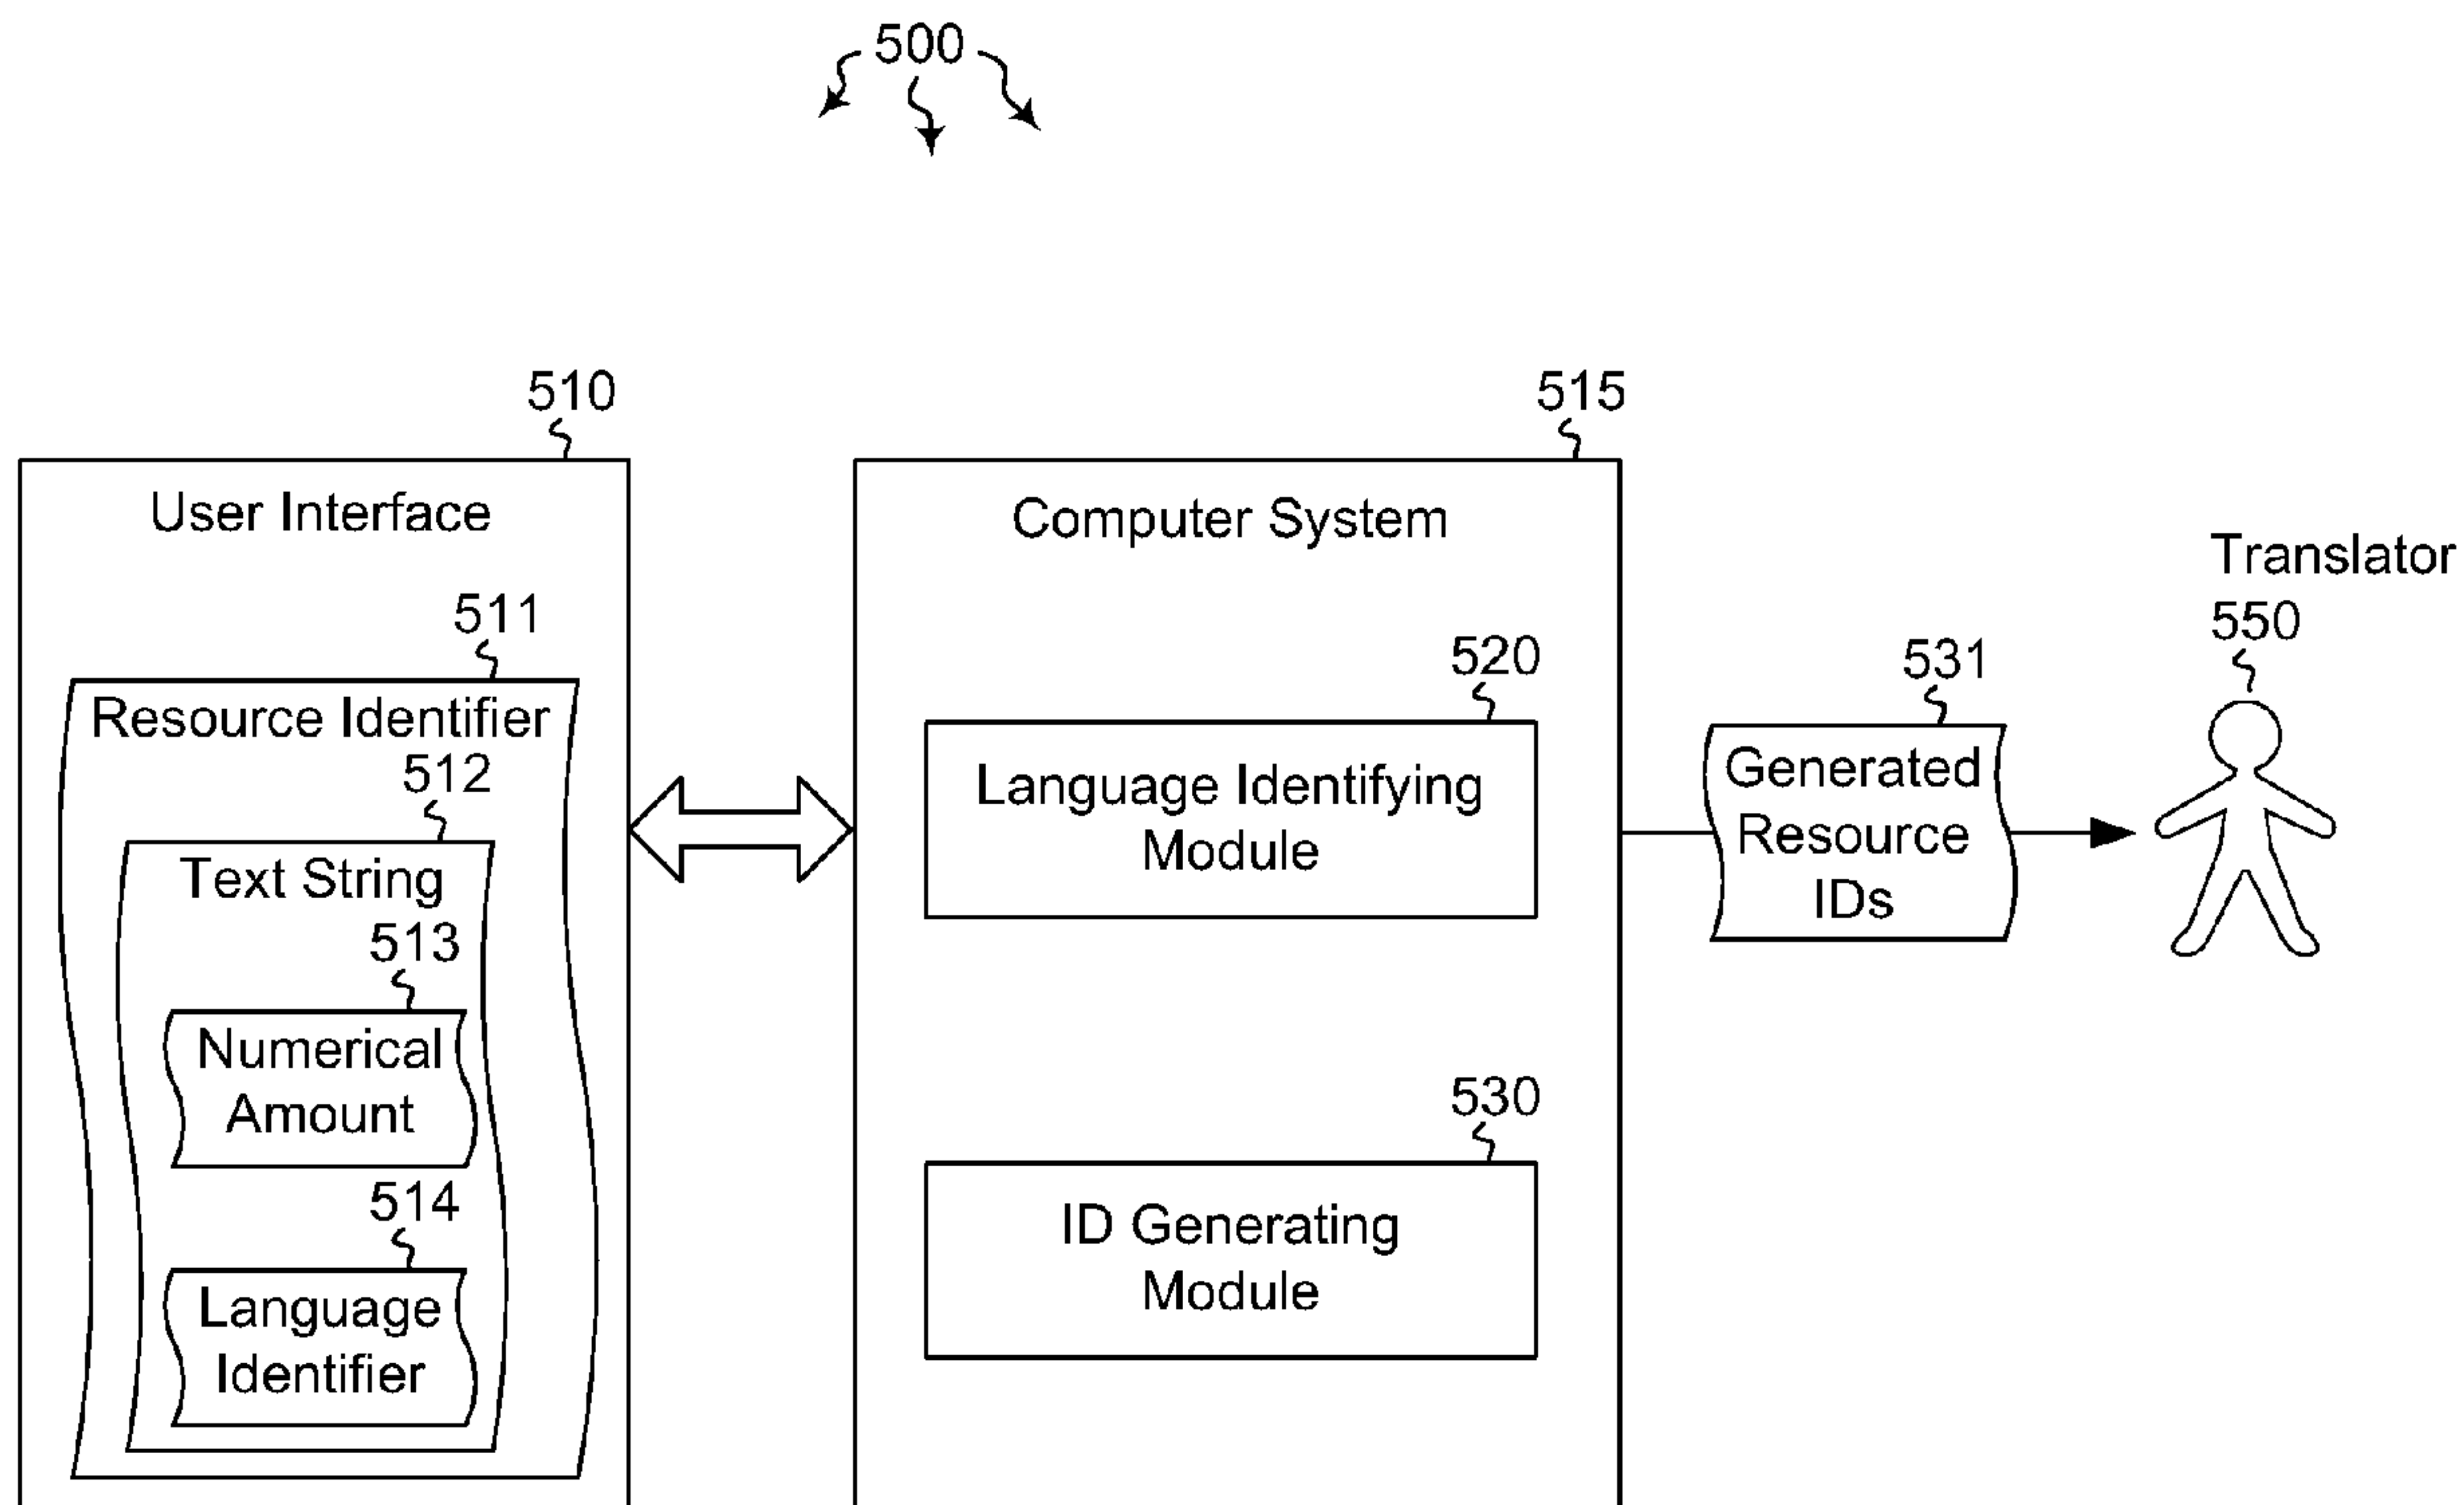 500
510
User Interface
511
Resource Identifier
512
Text String
513
Numerical
Amount
514
Language
Identifier
515
Computer System
520
Language Identifying
Module
530
ID Generating
Module
531
Generated
Resource
IDs
Translator
550